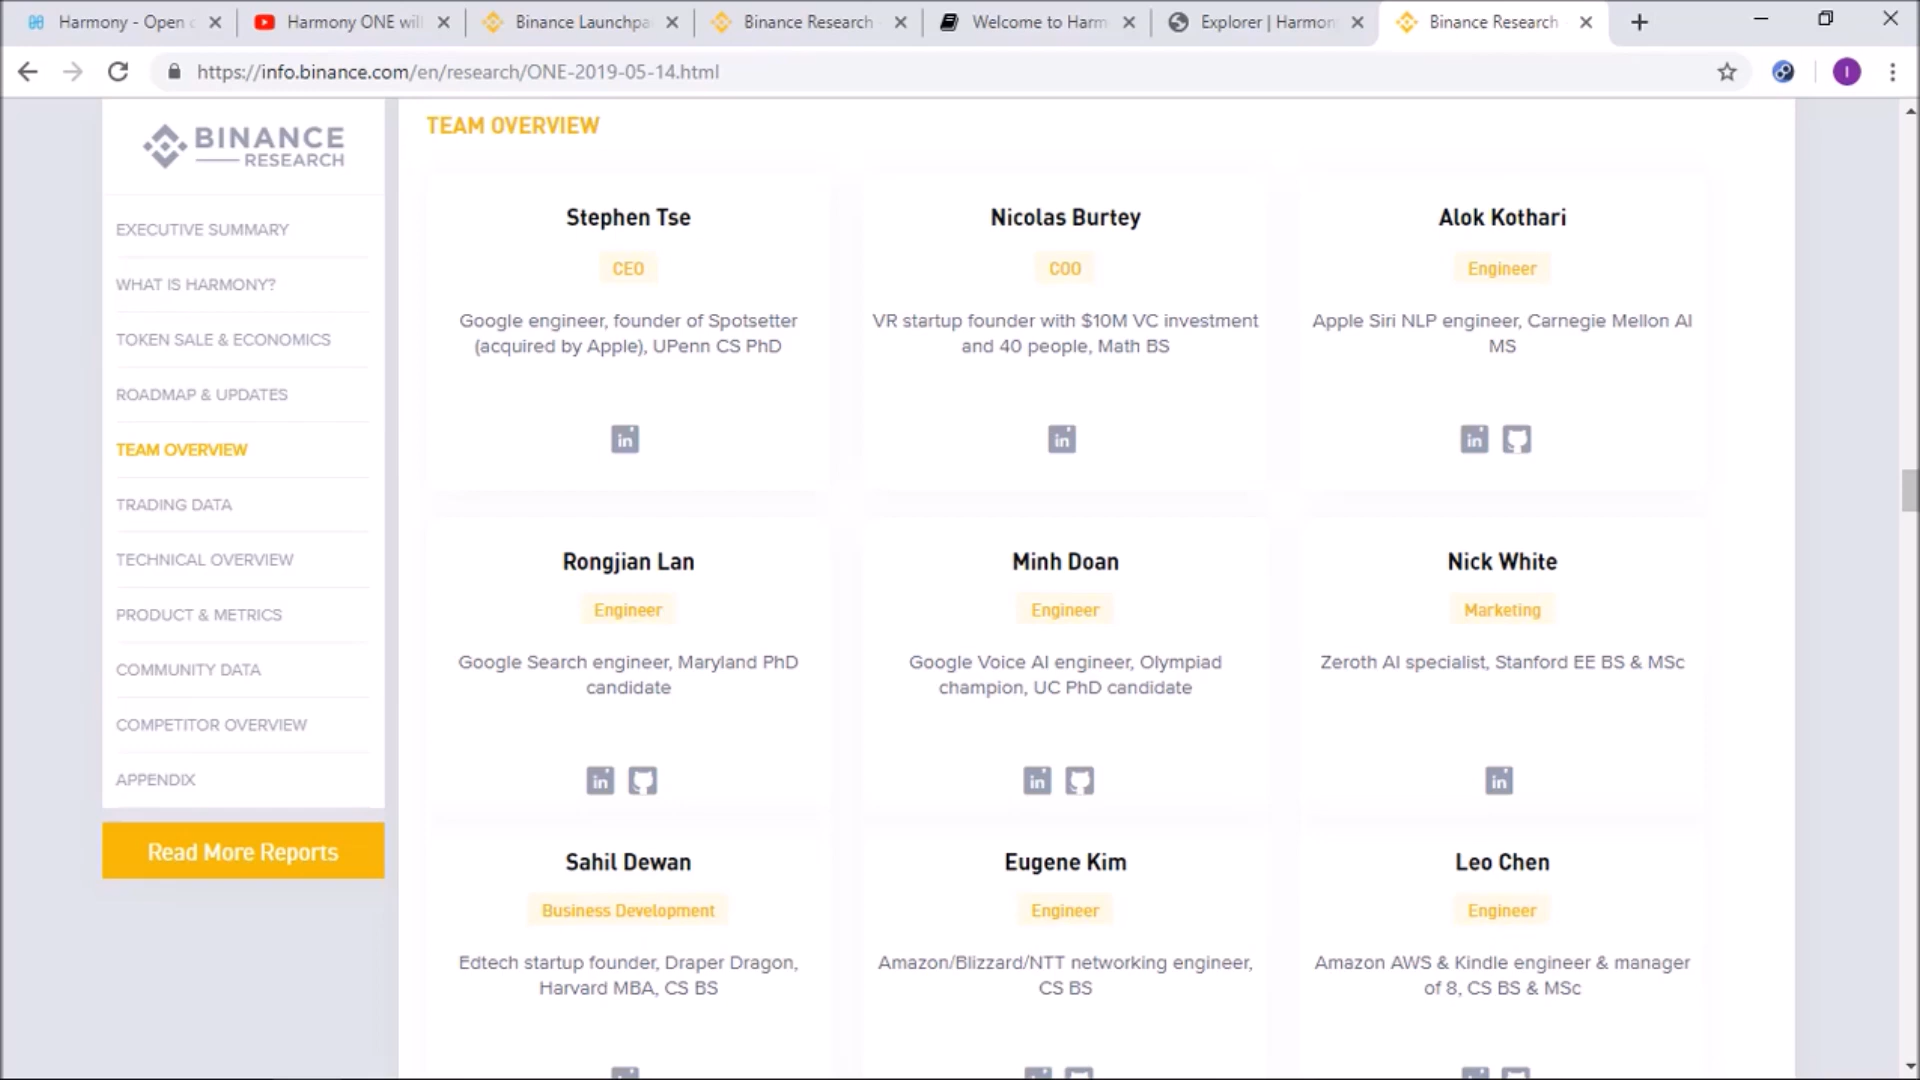 Harmony - Open
Harmony ONE will
Binance Launchpa
Binance Research
Welcome to Harm
Explorer | Harmon
Binance Research
https://info.binance.com/en/research/ONE-2019-05-14.html
I
BINANCE
RESEARCH
EXECUTIVE SUMMARY
WHAT IS HARMONY?
TOKEN SALE & ECONOMICS
ROADMAP & UPDATES
TEAM OVERVIEW
TRADING DATA
TECHNICAL OVERVIEW
PRODUCT & METRICS
COMMUNITY DATA
COMPETITOR OVERVIEW
APPENDIX
Read More Reports
TEAM OVERVIEW
Stephen Tse
CEO
Google engineer, founder of Spotsetter
(acquired by Apple), UPenn CS PhD
in
Nicolas Burtey
COO
VR startup founder with $10M VC investment
and 40 people, Math BS
in
Alok Kothari
Engineer
Apple Siri NLP engineer, Carnegie Mellon AI
MS
in
Rongjian Lan
Engineer
Google Search engineer, Maryland PhD
candidate
in
Minh Doan
Engineer
Google Voice AI engineer, Olympiad
champion, UC PhD candidate
in
Nick White
Marketing
Zeroth AI specialist, Stanford EE BS & MSc
in
Sahil Dewan
Business Development
Edtech startup founder, Draper Dragon,
Harvard MBA, CS BS
Eugene Kim
Engineer
Amazon/Blizzard/NTT networking engineer,
CS BS
Leo Chen
Engineer
Amazon AWS & Kindle engineer & manager
of 8, CS BS & MSc